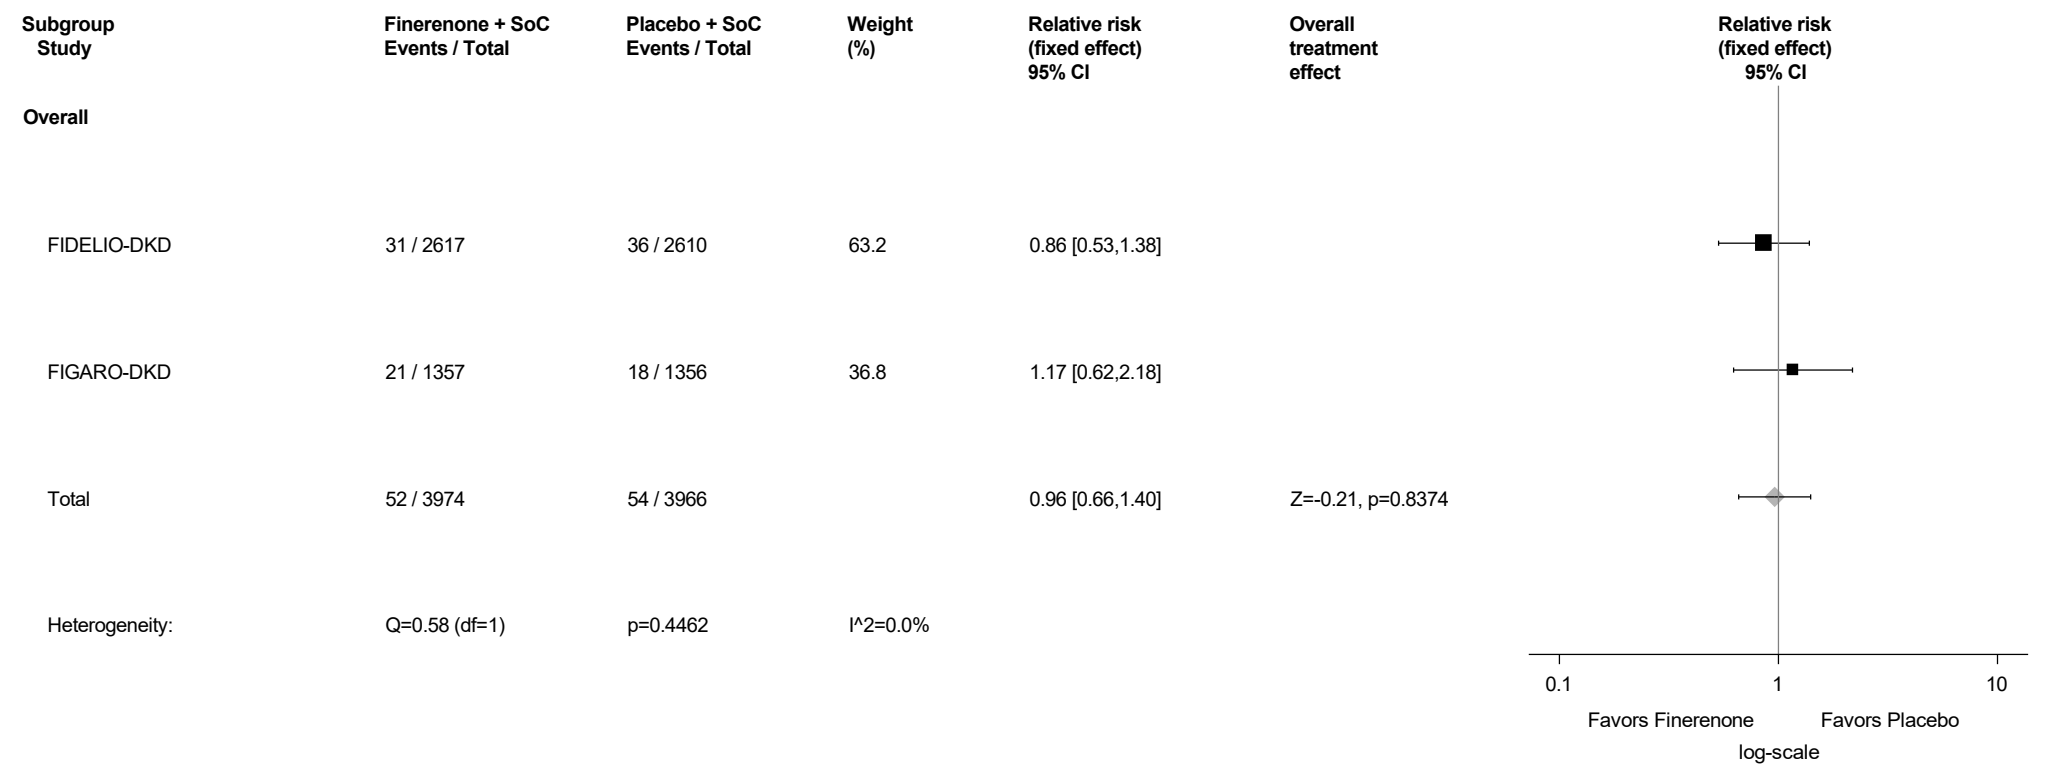 Subgroup Finerenone + SoC Placebo + SoC Weight Relative risk Overall Relative risk
Study Events / Total Events / Total (%) (fixed effect) treatment (fixed effect)
95% CI effect 95% CI
Overall
FIDELIO-DKD 31 / 2617 36 / 2610 63.2 0.86 [0.53,1.38]
FIGARO-DKD 21 / 1357 18 / 1356 36.8 1.17 [0.62,2.18]
Total 52 / 3974 54 / 3966 0.96 [0.66,1.40] Z=-0.21, p=0.8374
Heterogeneity: Q=0.58 (df=1) p=0.4462 I^2=0.0%
0.1 1 10
Favors Finerenone Favors Placebo
log-scale